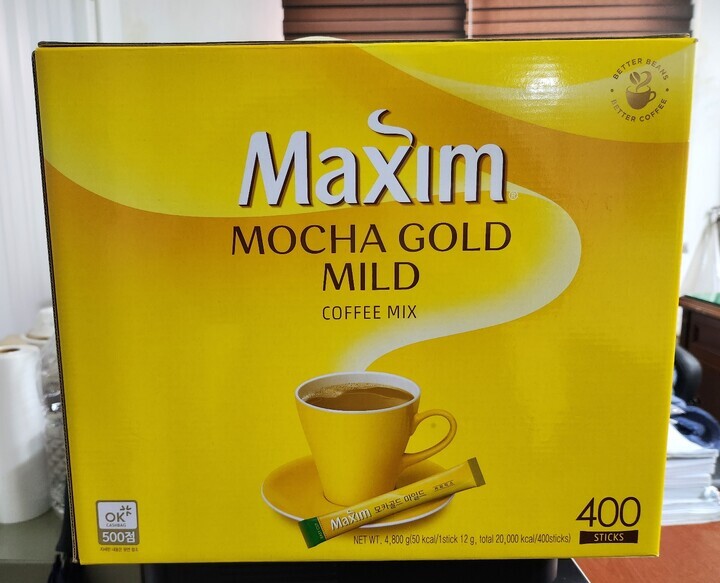 BETTER BEANS
BETTER COFFEE
Maxim®
MOCHA GOLD
MILD
COFFEE MIX
Maxim 모카골드 마일드
OK
CASHBAG
500점
400
STICKS
NET WT. 4,800 g(50 kcal/1stick 12 g, total 20,000 kcal/400sticks)